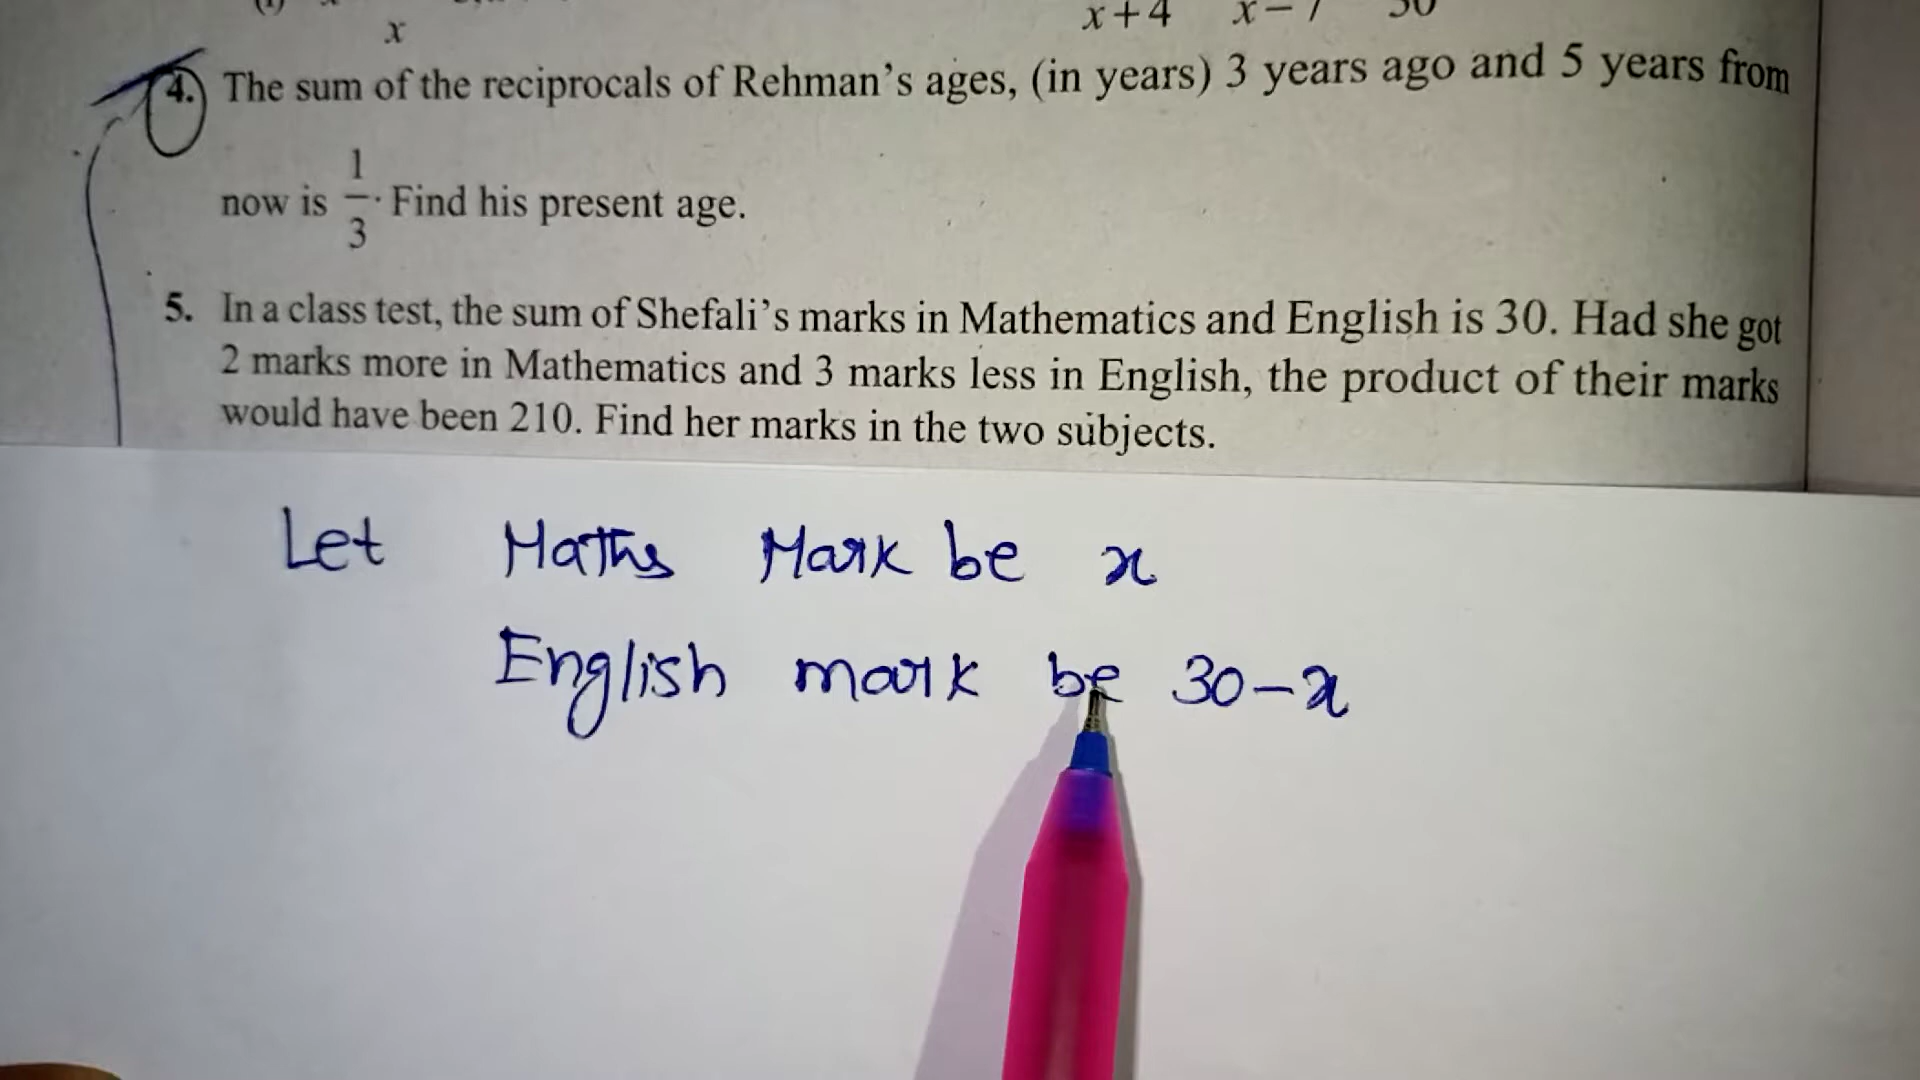 x x+4 x−7 30
4. The sum of the reciprocals of Rehman's ages, (in years) 3 years ago and 5 years from
now is 1/3. Find his present age.
5. In a class test, the sum of Shefali's marks in Mathematics and English is 30. Had she got
2 marks more in Mathematics and 3 marks less in English, the product of their marks
would have been 210. Find her marks in the two subjects.
Let Maths Mark be x
English mark be 30−x